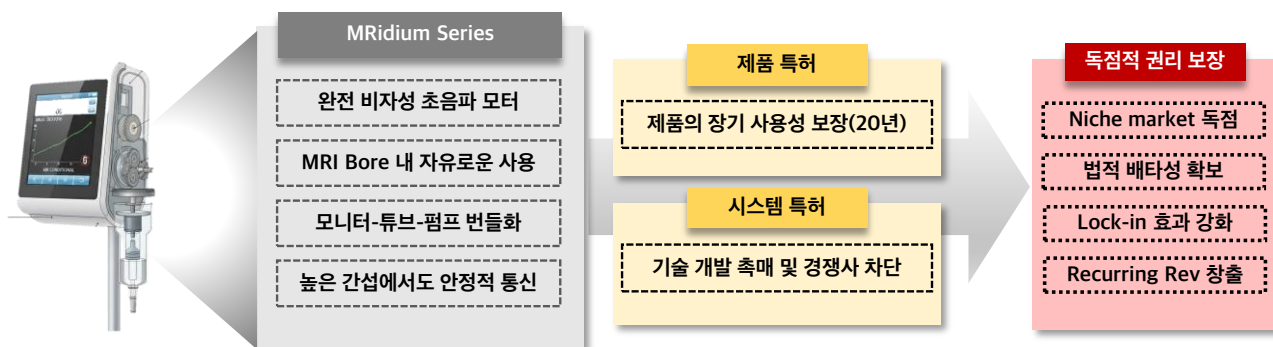 MRidium Series
완전 비자성 초음파 모터
MRI Bore 내 자유로운 사용
모니터-튜브-펌프 번들화
높은 간섭에서도 안정적 통신
제품 특허
제품의 장기 사용성 보장(20년)
시스템 특허
기술 개발 촉매 및 경쟁사 차단
독점적 권리 보장
Niche market 독점
법적 배타성 확보
Lock-in 효과 강화
Recurring Rev 창출
MR CONDITIONAL